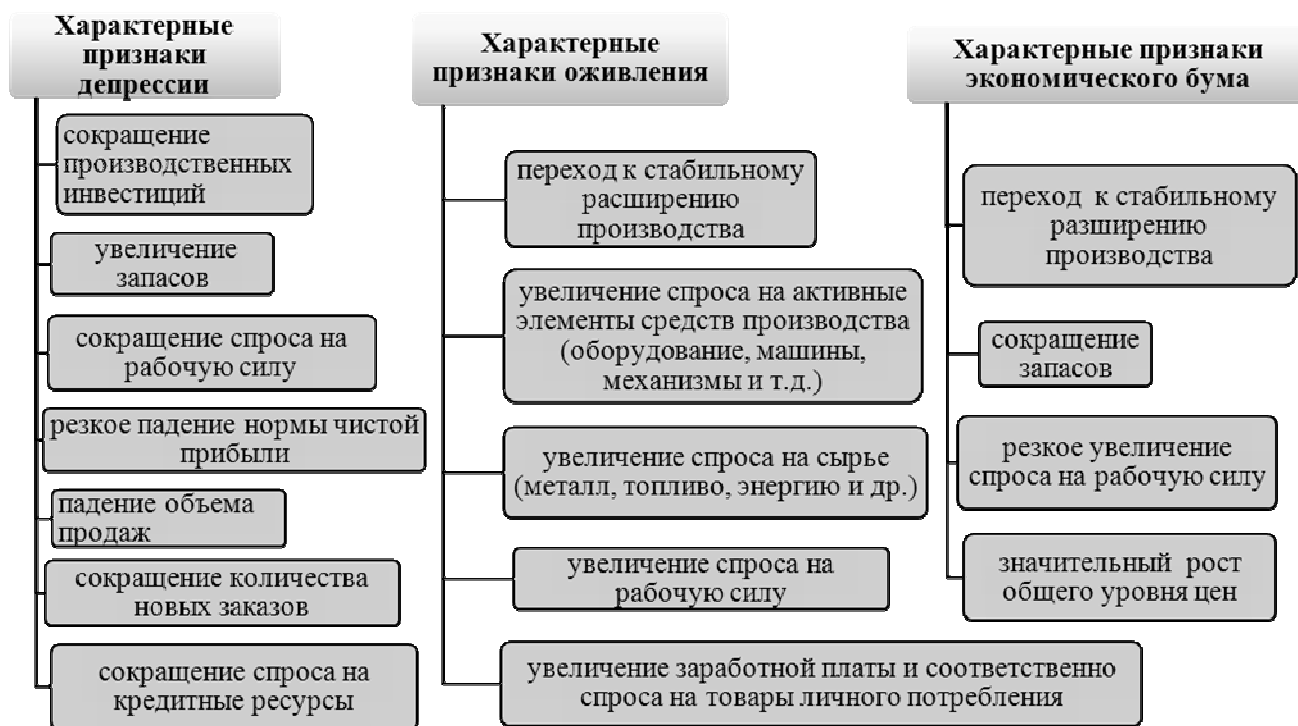 Характерные
признаки
депрессии
сокращение
производственных
инвестиций
увеличение
запасов
сокращение спроса на
рабочую силу
резкое падение нормы чистой
прибыли
падение объема
продаж
сокращение количества
новых заказов
сокращение спроса на
кредитные ресурсы
Характерные
признаки оживления
переход к стабильному
расширению
производства
увеличение спроса на активные
элементы средств производства
(оборудование, машины,
механизмы и т.д.)
увеличение спроса на сырье
(металл, топливо, энергию и др.)
увеличение спроса на
рабочую силу
увеличение заработной платы и соответственно
спроса на товары личного потребления
Характерные признаки
экономического бума
переход к стабильному
разширению
производства
сокращение
запасов
резкое увеличение
спроса на рабочую силу
значительный рост
общего уровня цен